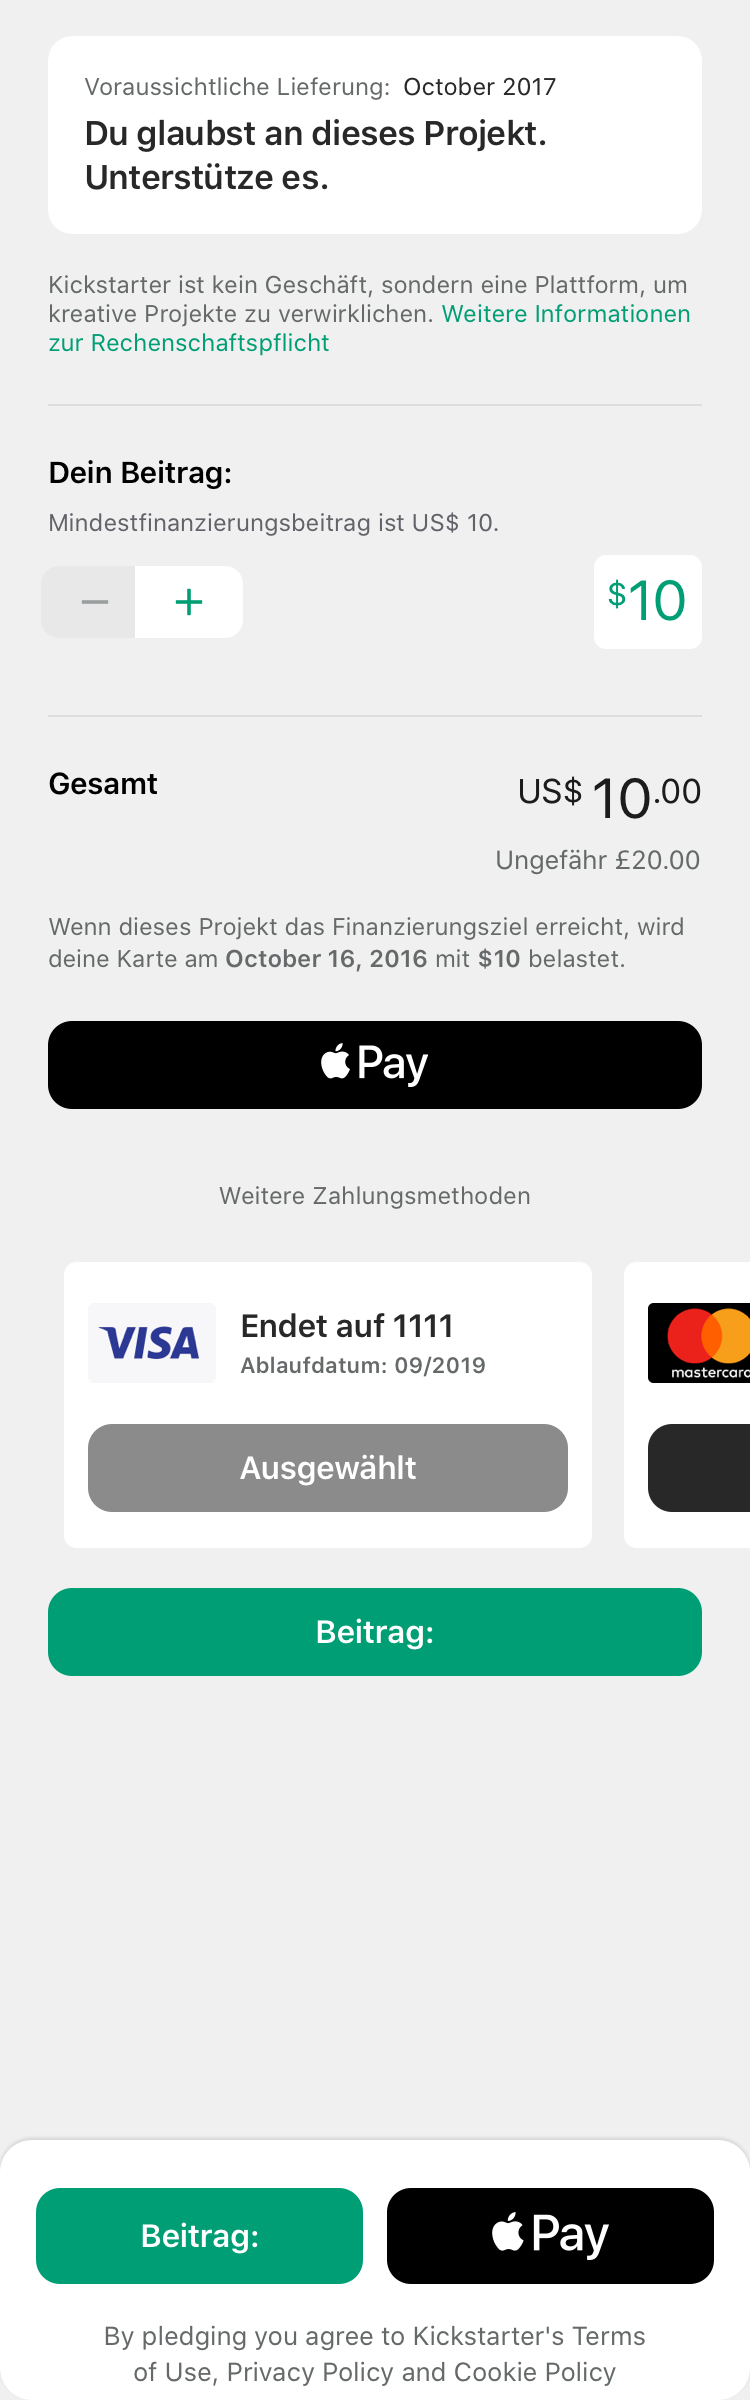 Voraussichtliche Lieferung: October 2017
Du glaubst an dieses Projekt.
Unterstütze es.
Kickstarter ist kein Geschäft, sondern eine Plattform, um
kreative Projekte zu verwirklichen. Weitere Informationen
zur Rechenschaftspflicht
Dein Beitrag:
Mindestfinanzierungsbeitrag ist US$ 10.
− + $10
Gesamt US$ 10.00
Ungefähr £20.00
Wenn dieses Projekt das Finanzierungsziel erreicht, wird
deine Karte am October 16, 2016 mit $10 belastet.
Pay
Weitere Zahlungsmethoden
VISA
Endet auf 1111
Ablaufdatum: 09/2019
Ausgewählt
mastercard
Beitrag:
Beitrag:
Pay
By pledging you agree to Kickstarter's Terms
of Use, Privacy Policy and Cookie Policy